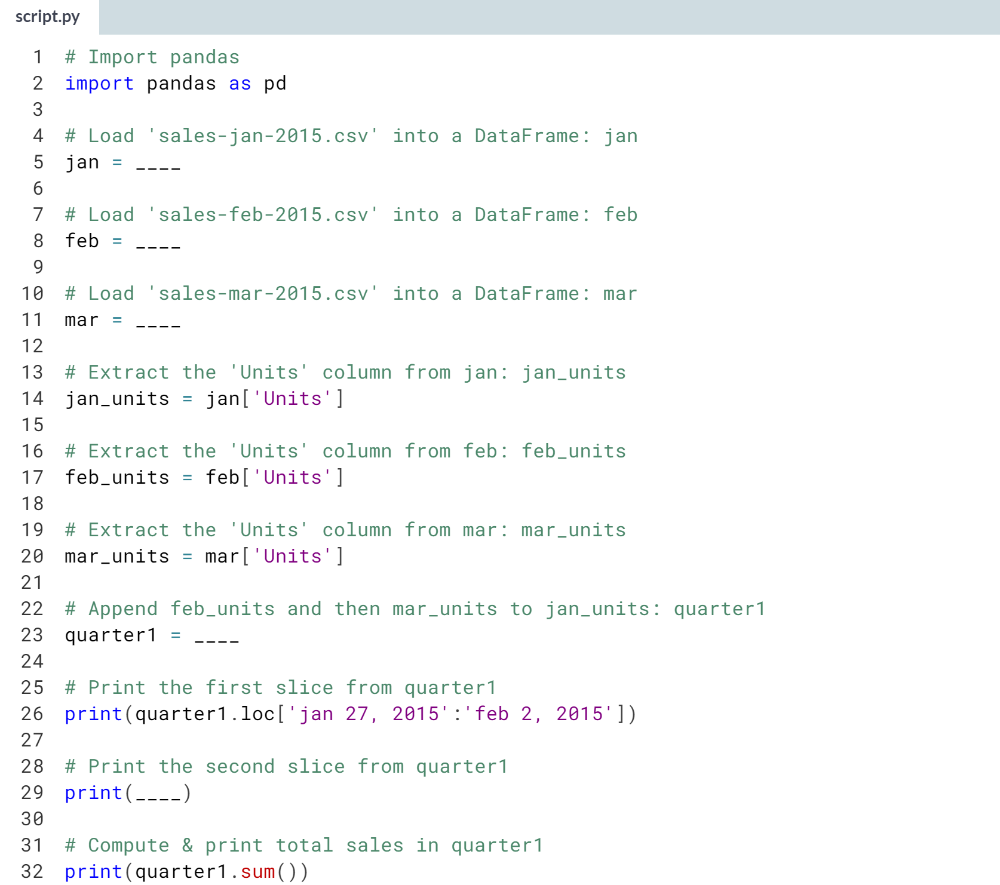 script.py
1 # Import pandas
2 import pandas as pd
3
4 # Load 'sales-jan-2015.csv' into a DataFrame: jan
5 jan = ____
6
7 # Load 'sales-feb-2015.csv' into a DataFrame: feb
8 feb = ____
9
10 # Load 'sales-mar-2015.csv' into a DataFrame: mar
11 mar = ____
12
13 # Extract the 'Units' column from jan: jan_units
14 jan_units = jan['Units']
15
16 # Extract the 'Units' column from feb: feb_units
17 feb_units = feb['Units']
18
19 # Extract the 'Units' column from mar: mar_units
20 mar_units = mar['Units']
21
22 # Append feb_units and then mar_units to jan_units: quarter1
23 quarter1 = ____
24
25 # Print the first slice from quarter1
26 print(quarter1.loc['jan 27, 2015':'feb 2, 2015'])
27
28 # Print the second slice from quarter1
29 print(____)
30
31 # Compute & print total sales in quarter1
32 print(quarter1.sum())